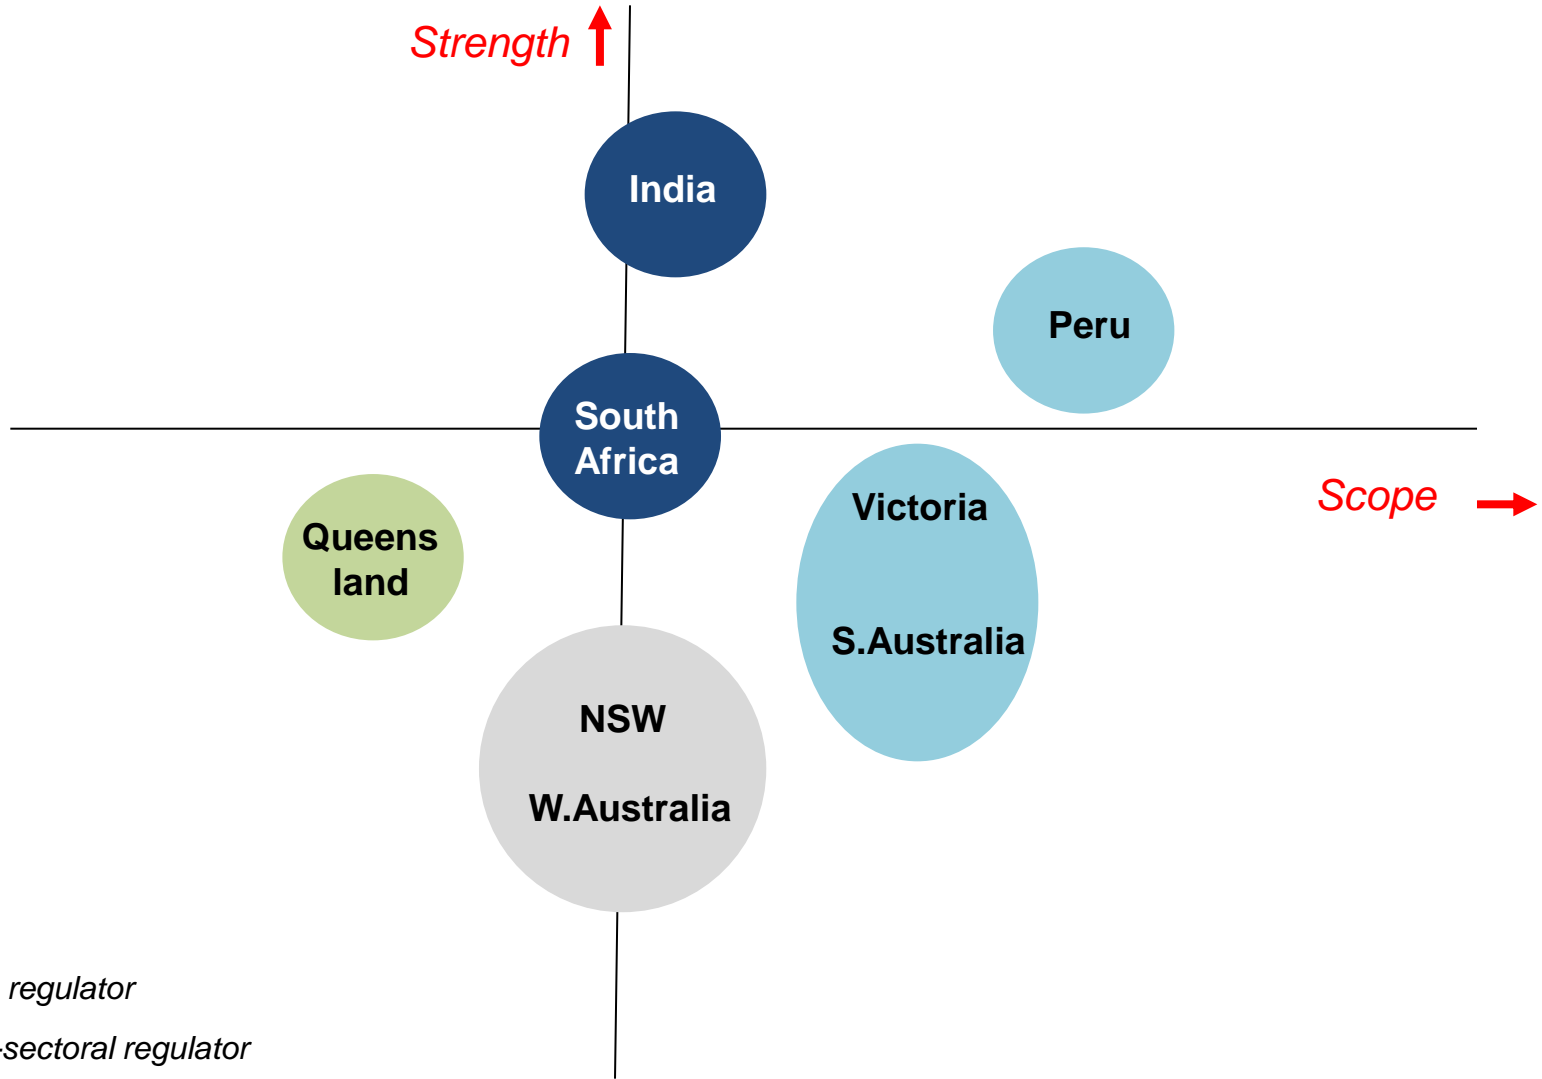 Strength
India
Peru
South
Africa
Victoria
Scope
Queens
land
S.Australia
NSW
W.Australia
regulator
-sectoral regulator